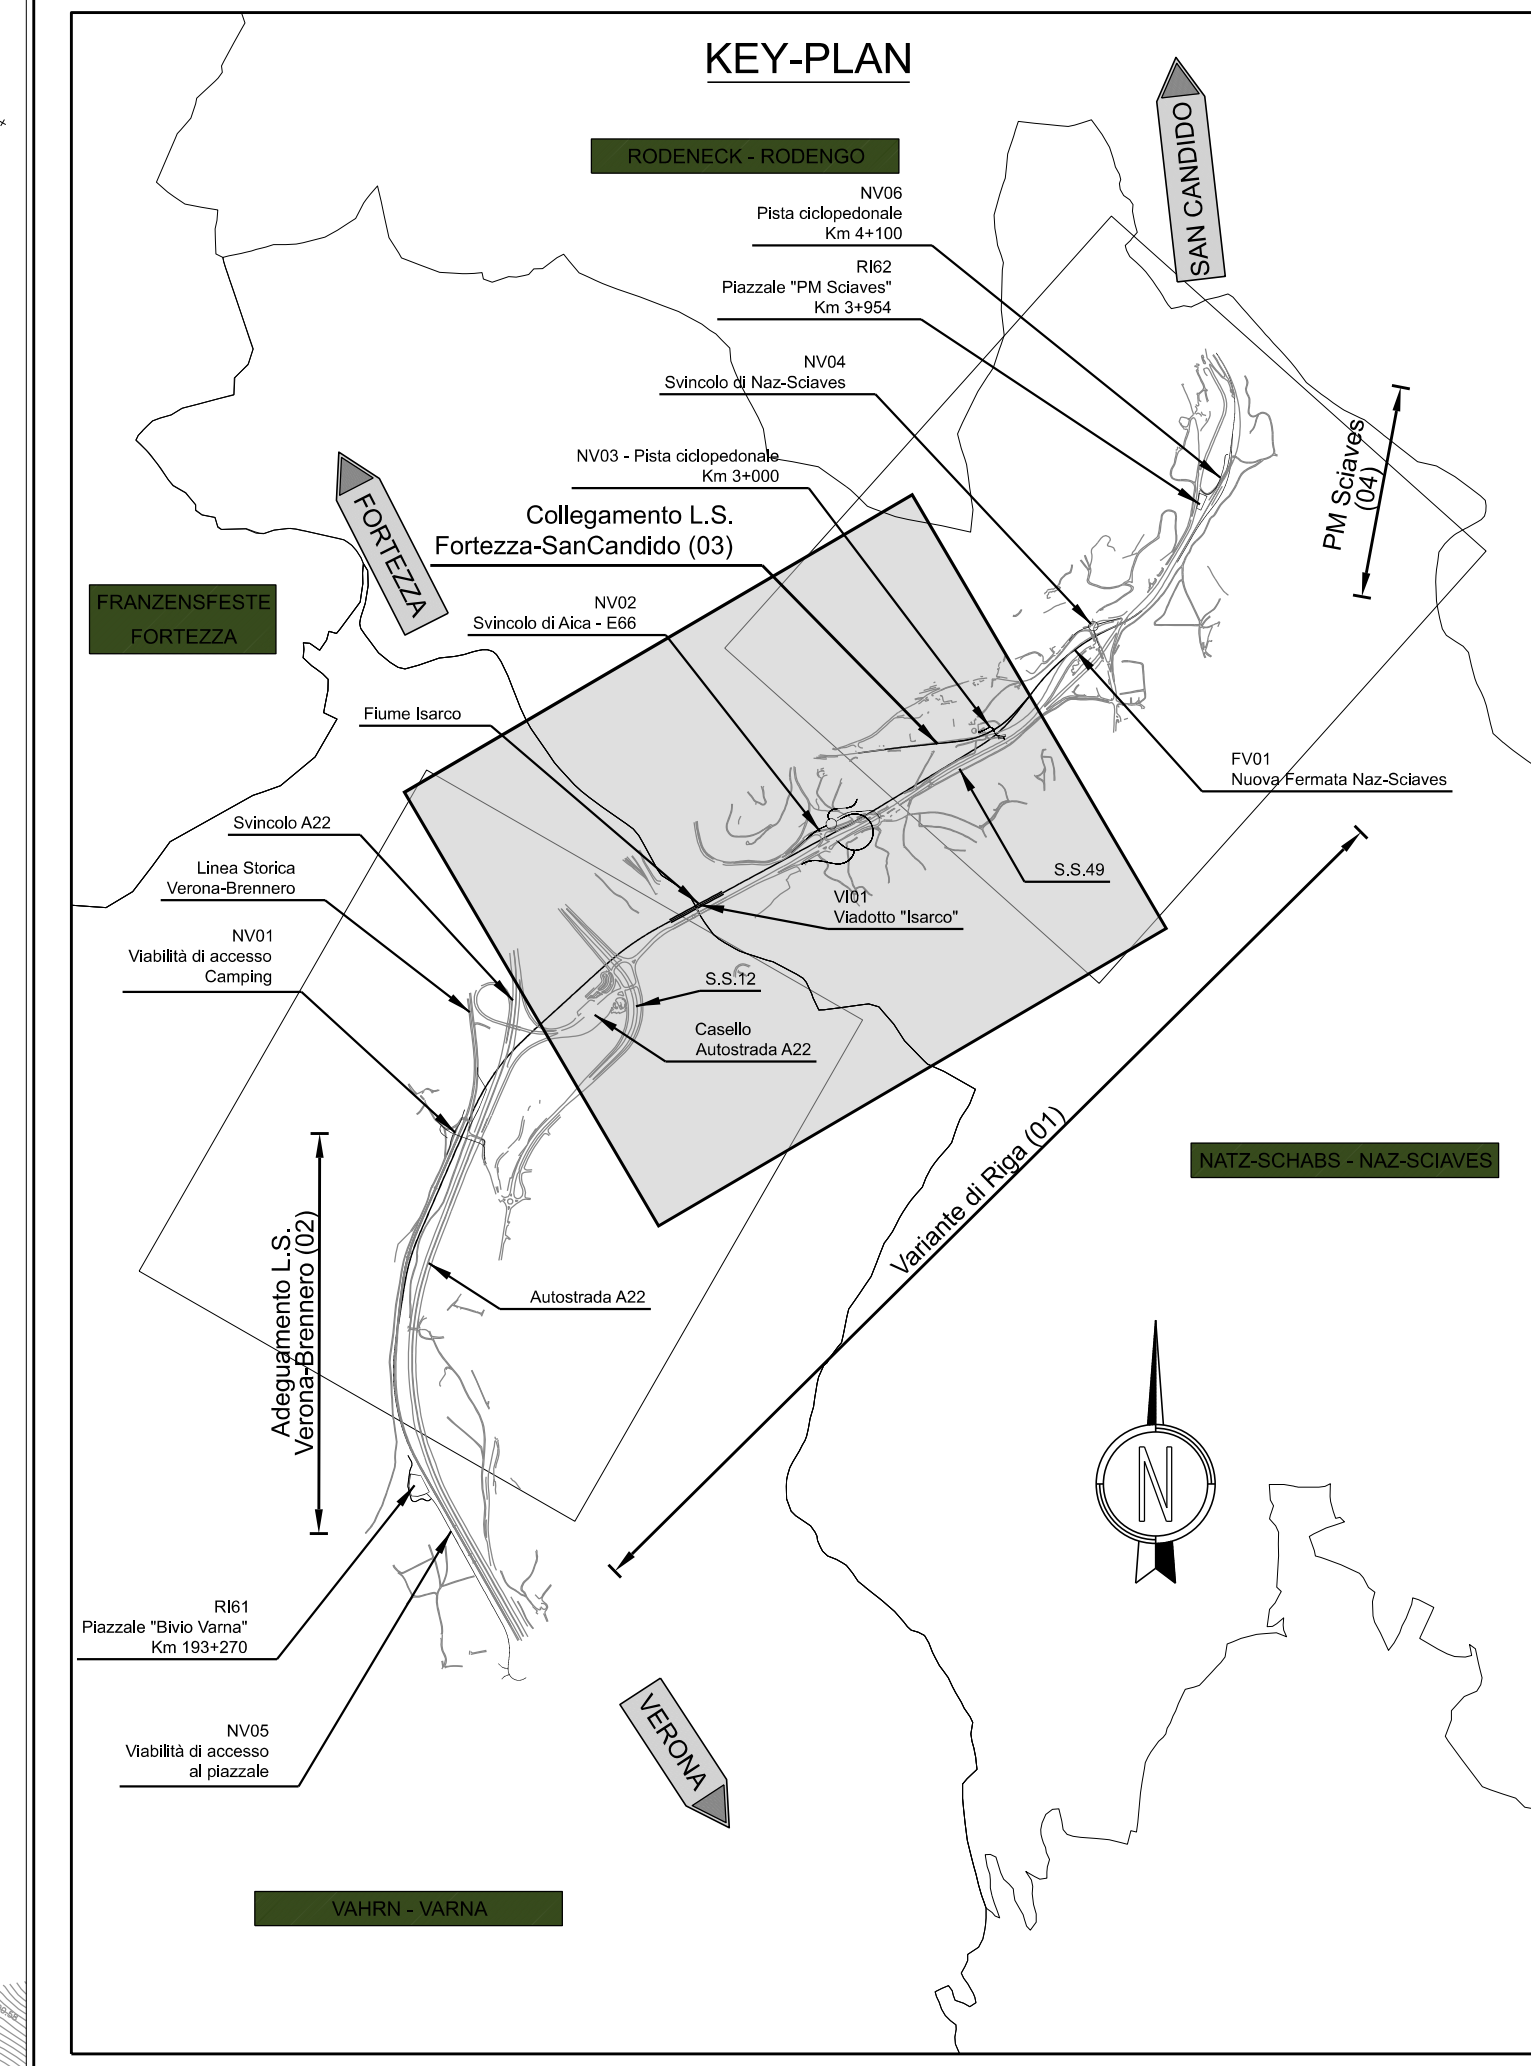 KEY-PLAN
SAN CANDIDO
RODENECK - RODENGO
NV06
Pista ciclopedonale
Km 4+100
RI62
Piazzale "PM Sciaves"
Km 3+954
NV04
Svincolo di Naz-Sciaves
PM Sciaves
(04)
NV03 - Pista ciclopedonale
Km 3+000
FORTEZZA
Collegamento L.S.
Fortezza-SanCandido (03)
FRANZENSFESTE
FORTEZZA
NV02
Svincolo di Aica - E66
Fiume Isarco
FV01
Nuova Fermata Naz-Sciaves
Svincolo A22
Linea Storica
Verona-Brennero
S.S.49
VI01
Viadotto "Isarco"
NV01
Viabilità di accesso
Camping
S.S.12
Casello
Autostrada A22
Variante di Riga (01)
NATZ-SCHABS - NAZ-SCIAVES
Adeguamento L.S.
Verona-Brennero (02)
Autostrada A22
N
RI61
Piazzale "Bivio Varna"
Km 193+270
NV05
Viabilità di accesso
al piazzale
VERONA
VAHRN - VARNA